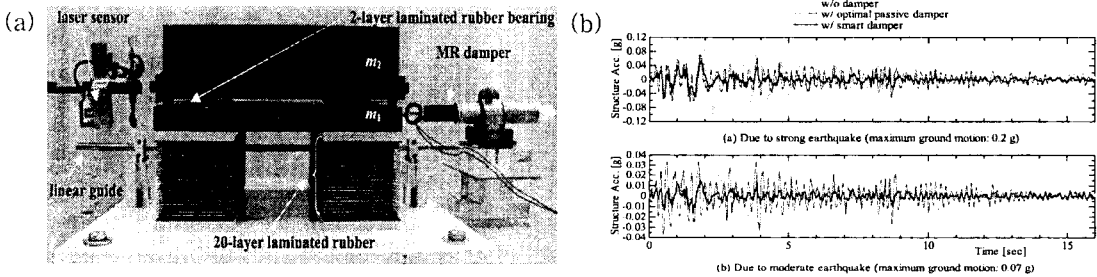 (a)
laser sensor
2-layer laminated rubber bearing
MR damper
m₂
m₁
linear guide
20-layer laminated rubber
(b)
w/o damper
w/ optimal passive damper
w/ smart damper
Structure Acc. [g]
0.12
0.08
0.04
0
-0.04
-0.08
-0.12
(a) Due to strong earthquake (maximum ground motion: 0.2 g)
Structure Acc. [g]
0.04
0.03
0.02
0.01
0
-0.01
-0.02
-0.03
-0.04
0 5 10 15
Time [sec]
(b) Due to moderate earthquake (maximum ground motion: 0.07 g)